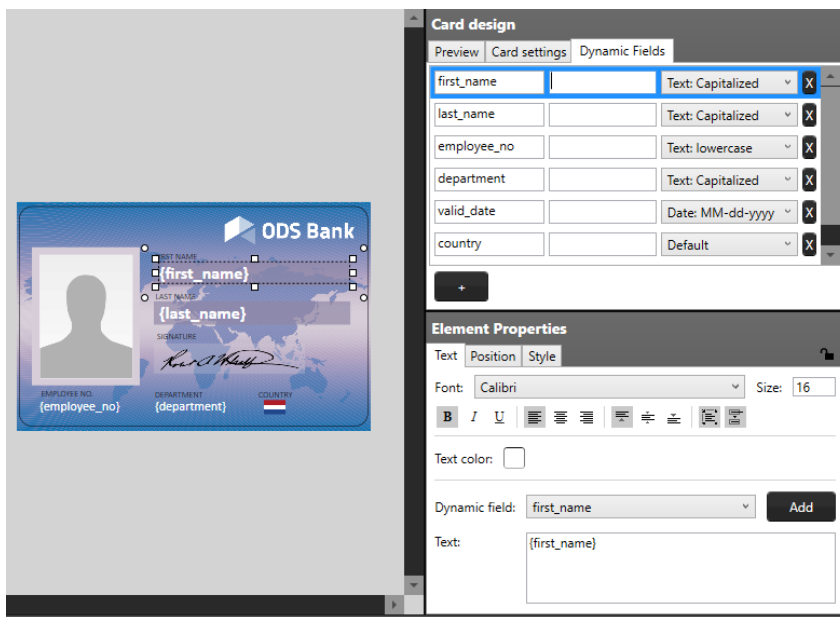 Card design
Preview Card settings Dynamic Fields
first_name Text: Capitalized X
last_name Text: Capitalized X
employee_no Text: lowercase X
department Text: Capitalized X
valid_date Date: MM-dd-yyyy X
country Default X
+
ODS Bank
FIRST NAME
{first_name}
LAST NAME
{last_name}
SIGNATURE
EMPLOYEE NO. DEPARTMENT COUNTRY
{employee_no} {department}
Element Properties
Text Position Style
Font: Calibri Size: 16
B I U
Text color:
Dynamic field: first_name Add
Text: {first_name}